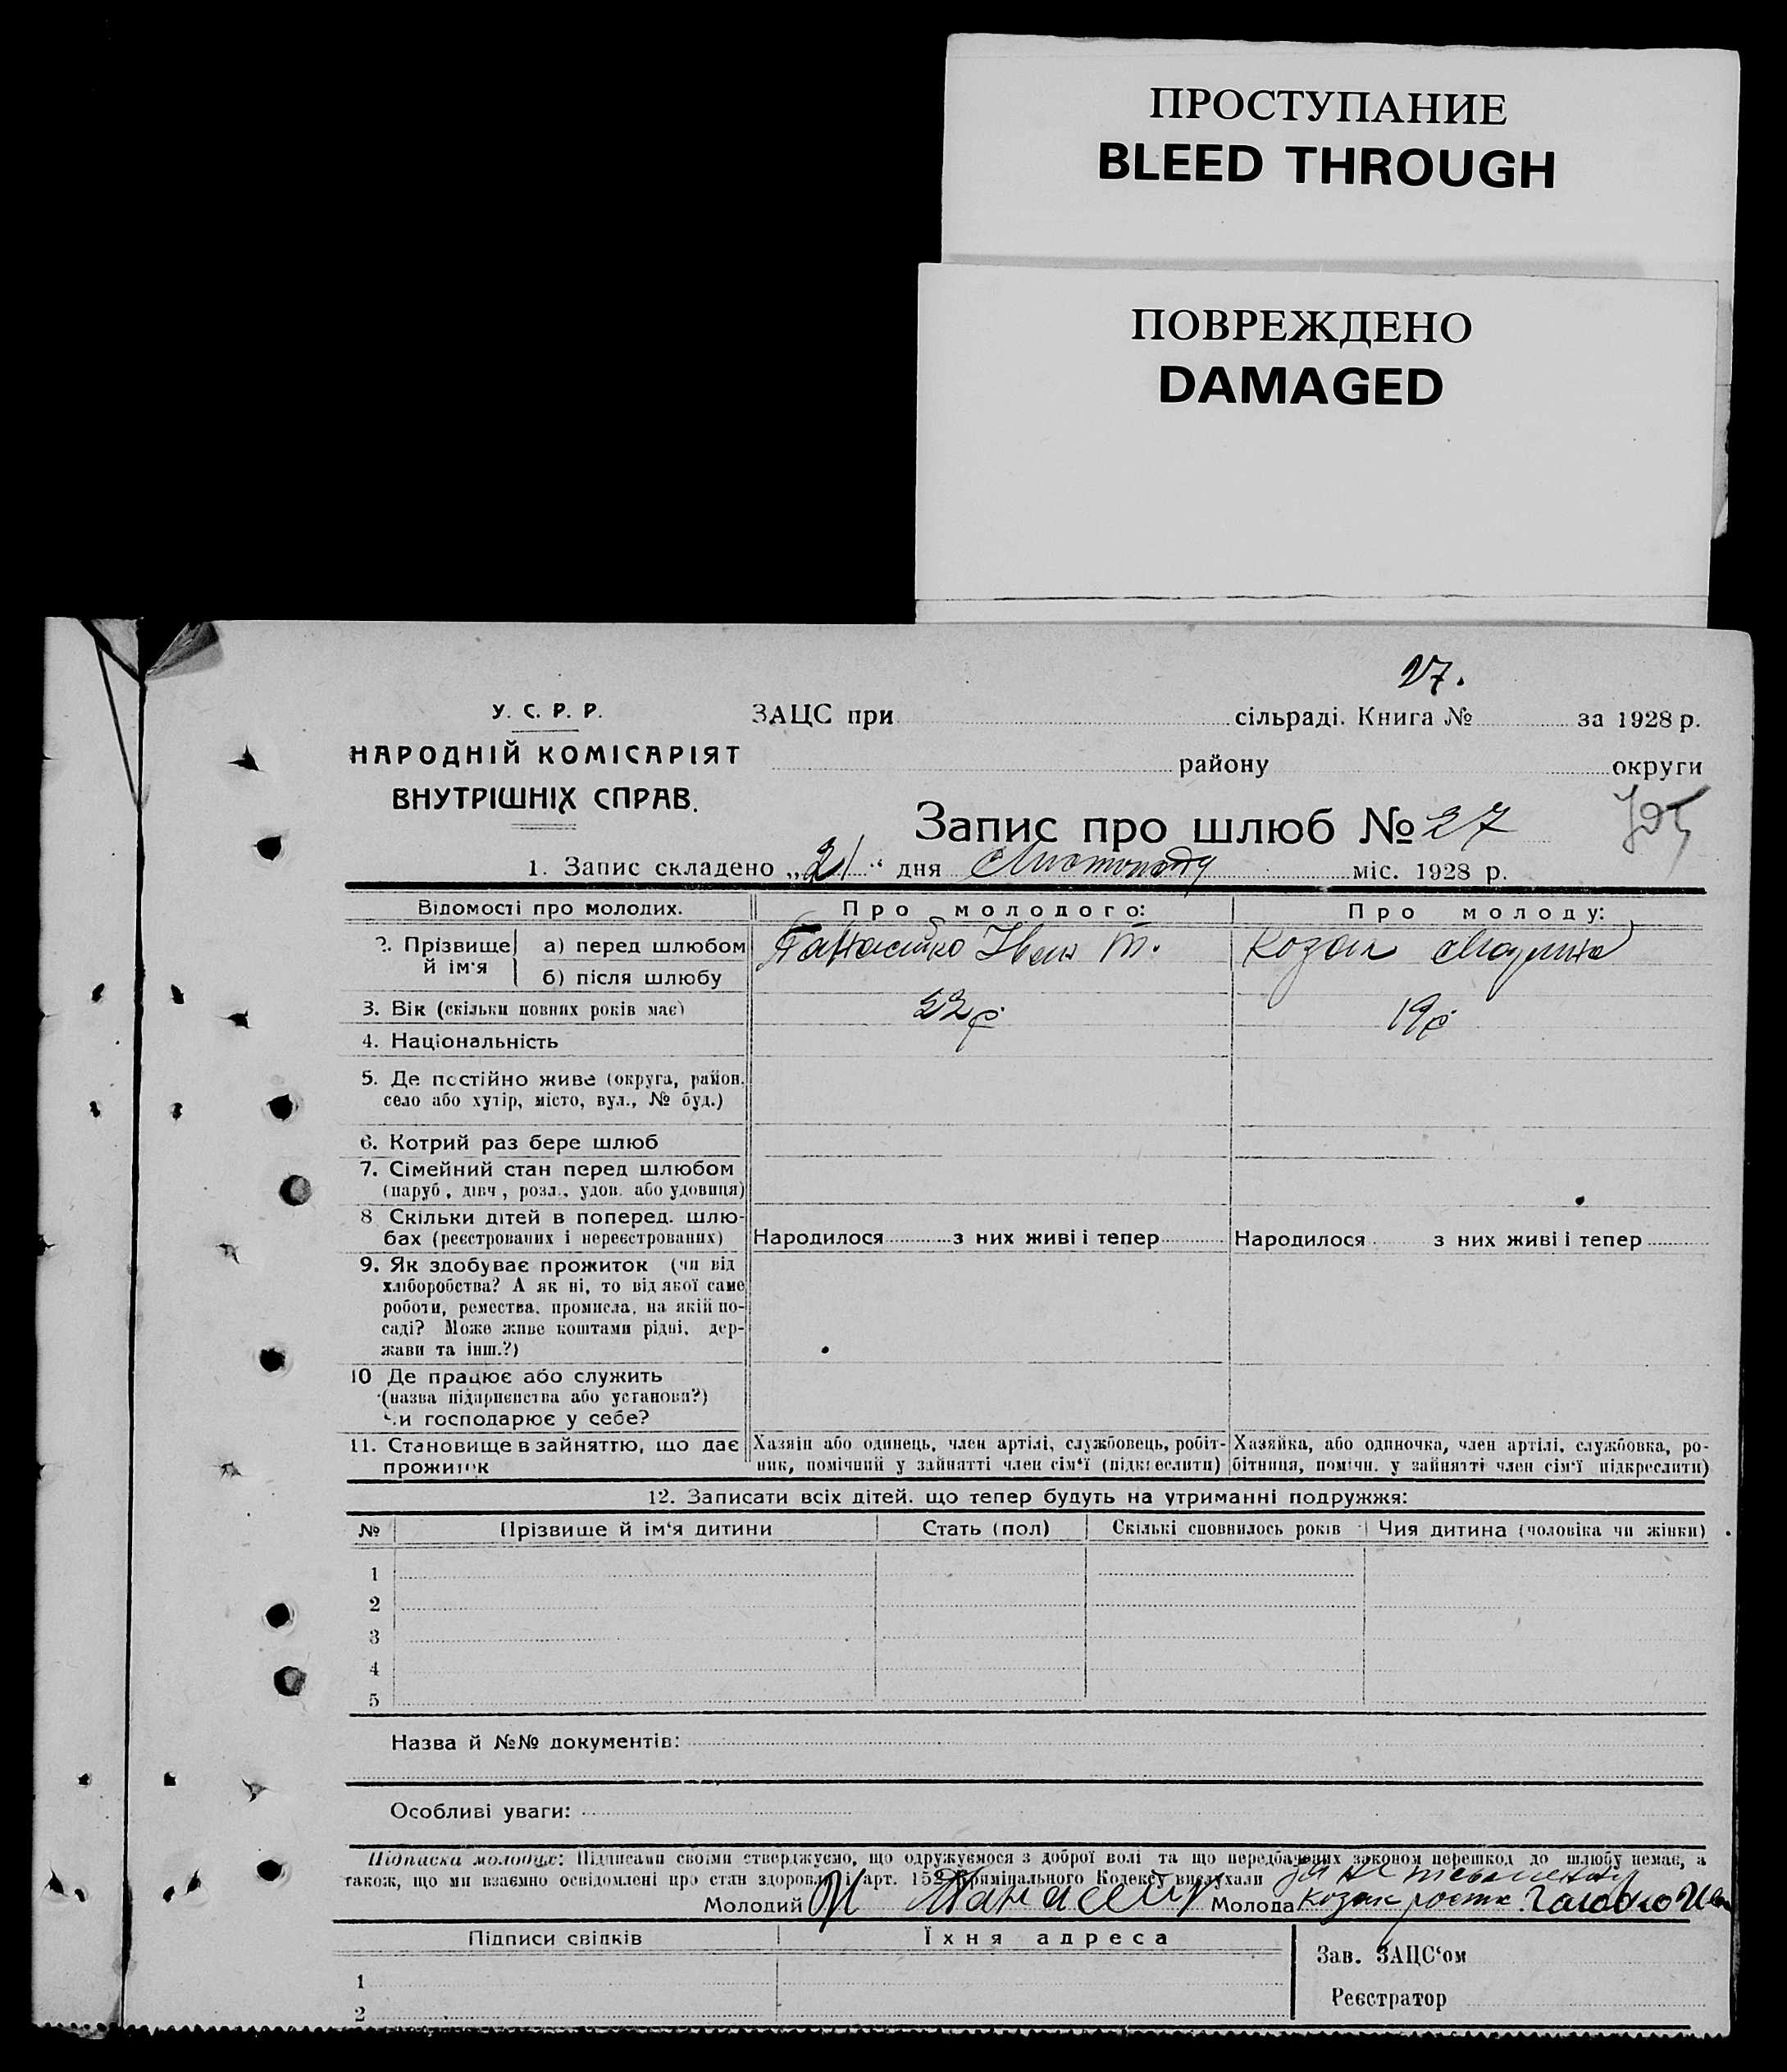 ПРОСТУПАНИЕ
BLEED THROUGH
ПОВРЕЖДЕНО
DAMAGED
27.
У. С. Р. Р.
НАРОДНІЙ КОМІСАРІЯТ
ВНУТРІШНІХ СПРАВ.
ЗАЦС при сільраді. Книга № за 1928 р.
району округи
Запис про шлюб № 27
1. Запис складено „21“ дня Листопаду міс. 1928 р.
Відомості про молодих. Про молодого: Про молоду:
2. Прізвище й ім'я а) перед шлюбом Іван Т. Козак
б) після шлюбу
3. Вік (скільки повних років має) 22 р 19 р
4. Національність
5. Де постійно живе (округа, район,
село або хутір, місто, вул., № буд.)
6. Котрий раз бере шлюб
7. Сімейний стан перед шлюбом
(паруб., дівч., розл., удов. або удовиця)
8 Скільки дітей в поперед. шлю-
бах (реєстрованих і нереєстрованих) Народилося з них живі і тепер Народилося з них живі і тепер
9. Як здобуває прожиток (чи від
хліборобства? А як ні, то від якої саме
роботи, ремества, промисла, на якій по-
саді? Може живе коштами рідні, дер-
жави та інш.?)
10 Де працює або служить
(назва підприємства або установи?)
Чи господарює у себе?
11. Становище в зайняттю, що дає
прожиток
Хазяїн або одинець, член артілі, службовець, робіт-
ник, помічний у зайнятті член сім'ї (підкреслити)
Хазяйка, або одиночка, член артілі, службовка, ро-
бітниця, помічн. у зайнятті член сім'ї підкреслити)
12. Записати всіх дітей. що тепер будуть на утриманні подружжя:
№ Прізвище й ім'я дитини Стать (пол) Скількі сповнилось років Чия дитина (чоловіка чи жінки)
1
2
3
4
5
Назва й №№ документів:
Особливі уваги:
Підписка молодих: Підписами своїми стверджуємо, що одружуємося з доброї волі та що передбачених законом перешкод до шлюбу немає, а
також, що ми взаємно освідомлені про стан здоровля і арт. 152 Кримінального Кодексу вислухали
Молодий Молода Козак
Підписи свідків Їхня адреса
1
2
Зав. ЗАЦС'ом
Реєстратор